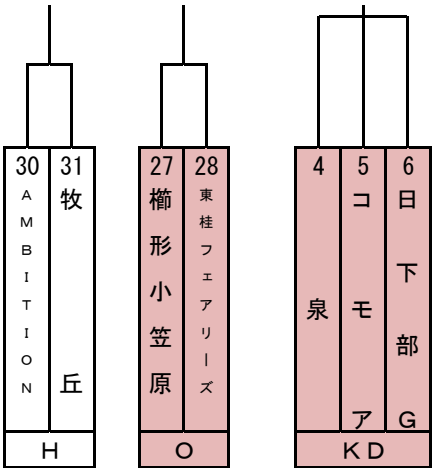 30
AMBITION
31
牧丘
H
27
櫛形小笠原
28
東桂フェアリーズ
O
4
泉
5
コモア
6
日下部G
KD